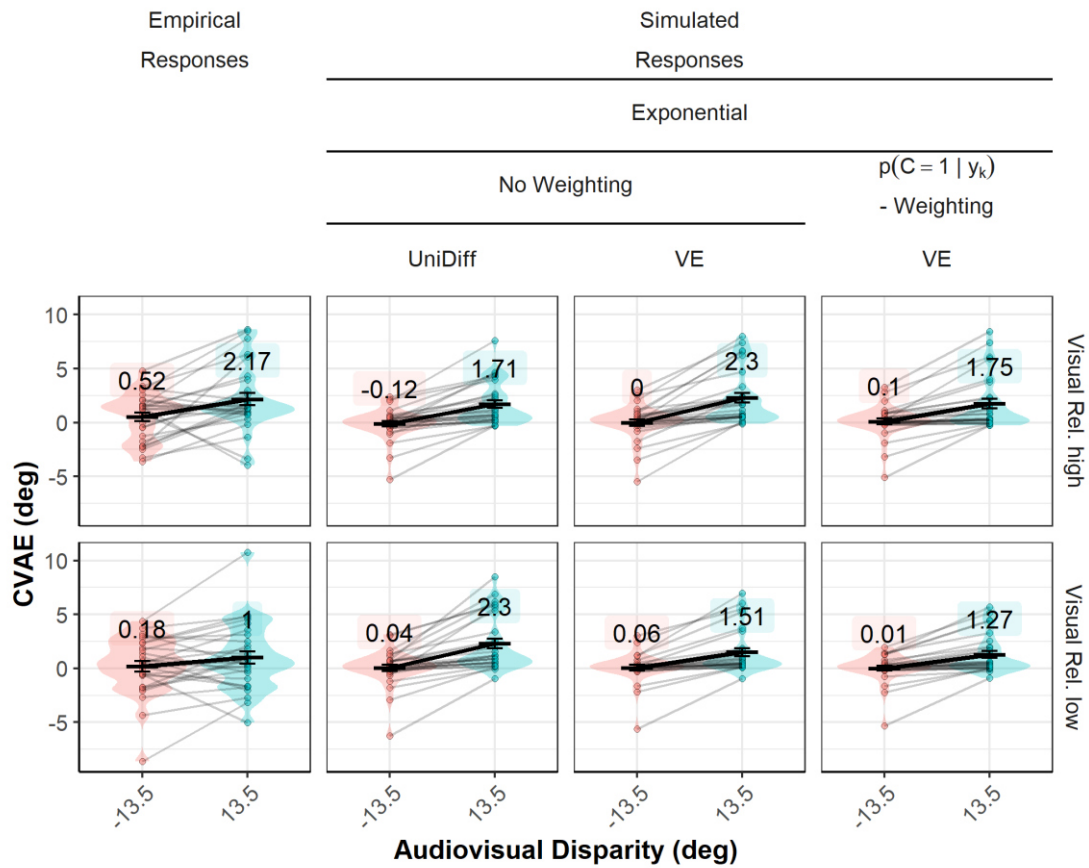 Empirical
Responses
Simulated
Responses
Exponential
No Weighting
p(C = 1 | yₖ)
- Weighting
UniDiff
VE
VE
CVAE (deg)
10
5
0
-5
0.52
2.17
-0.12
1.71
0
2.3
0.1
1.75
Visual Rel. high
10
5
0
-5
0.18
1
0.04
2.3
0.06
1.51
0.01
1.27
Visual Rel. low
-13.5
13.5
-13.5
13.5
-13.5
13.5
-13.5
13.5
Audiovisual Disparity (deg)